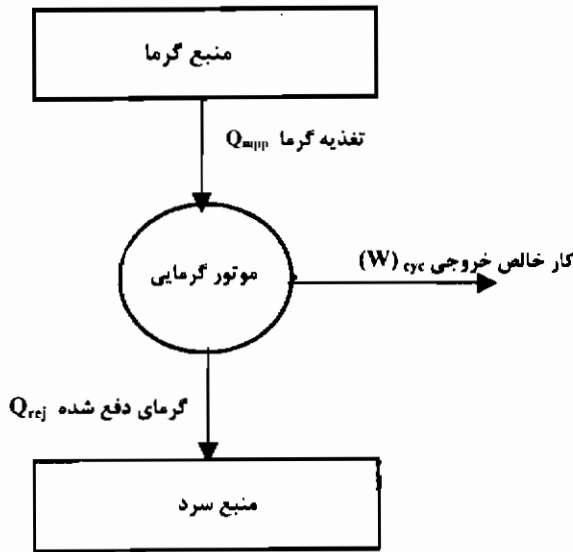 منبع گرما
تغذیه گرما Qsupp
موتور گرمایی
کار خالص خروجی (W) cyc
گرمای دفع شده Qrej
منبع سرد